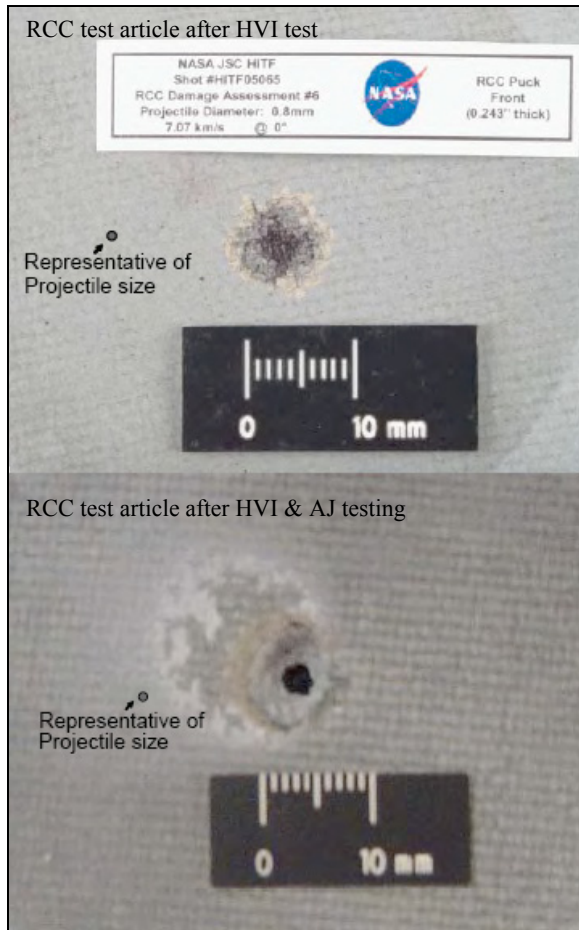 RCC test article after HVI test
NASA JSC HITF
Shot #HITF05065
RCC Damage Assessment #6
Projectile Diameter: 0.8mm
7.07 km/s @ 0°
NASA
RCC Puck
Front
(0.243" thick)
Representative of
Projectile size
0 10 mm
RCC test article after HVI & AJ testing
Representative of
Projectile size
0 10 mm